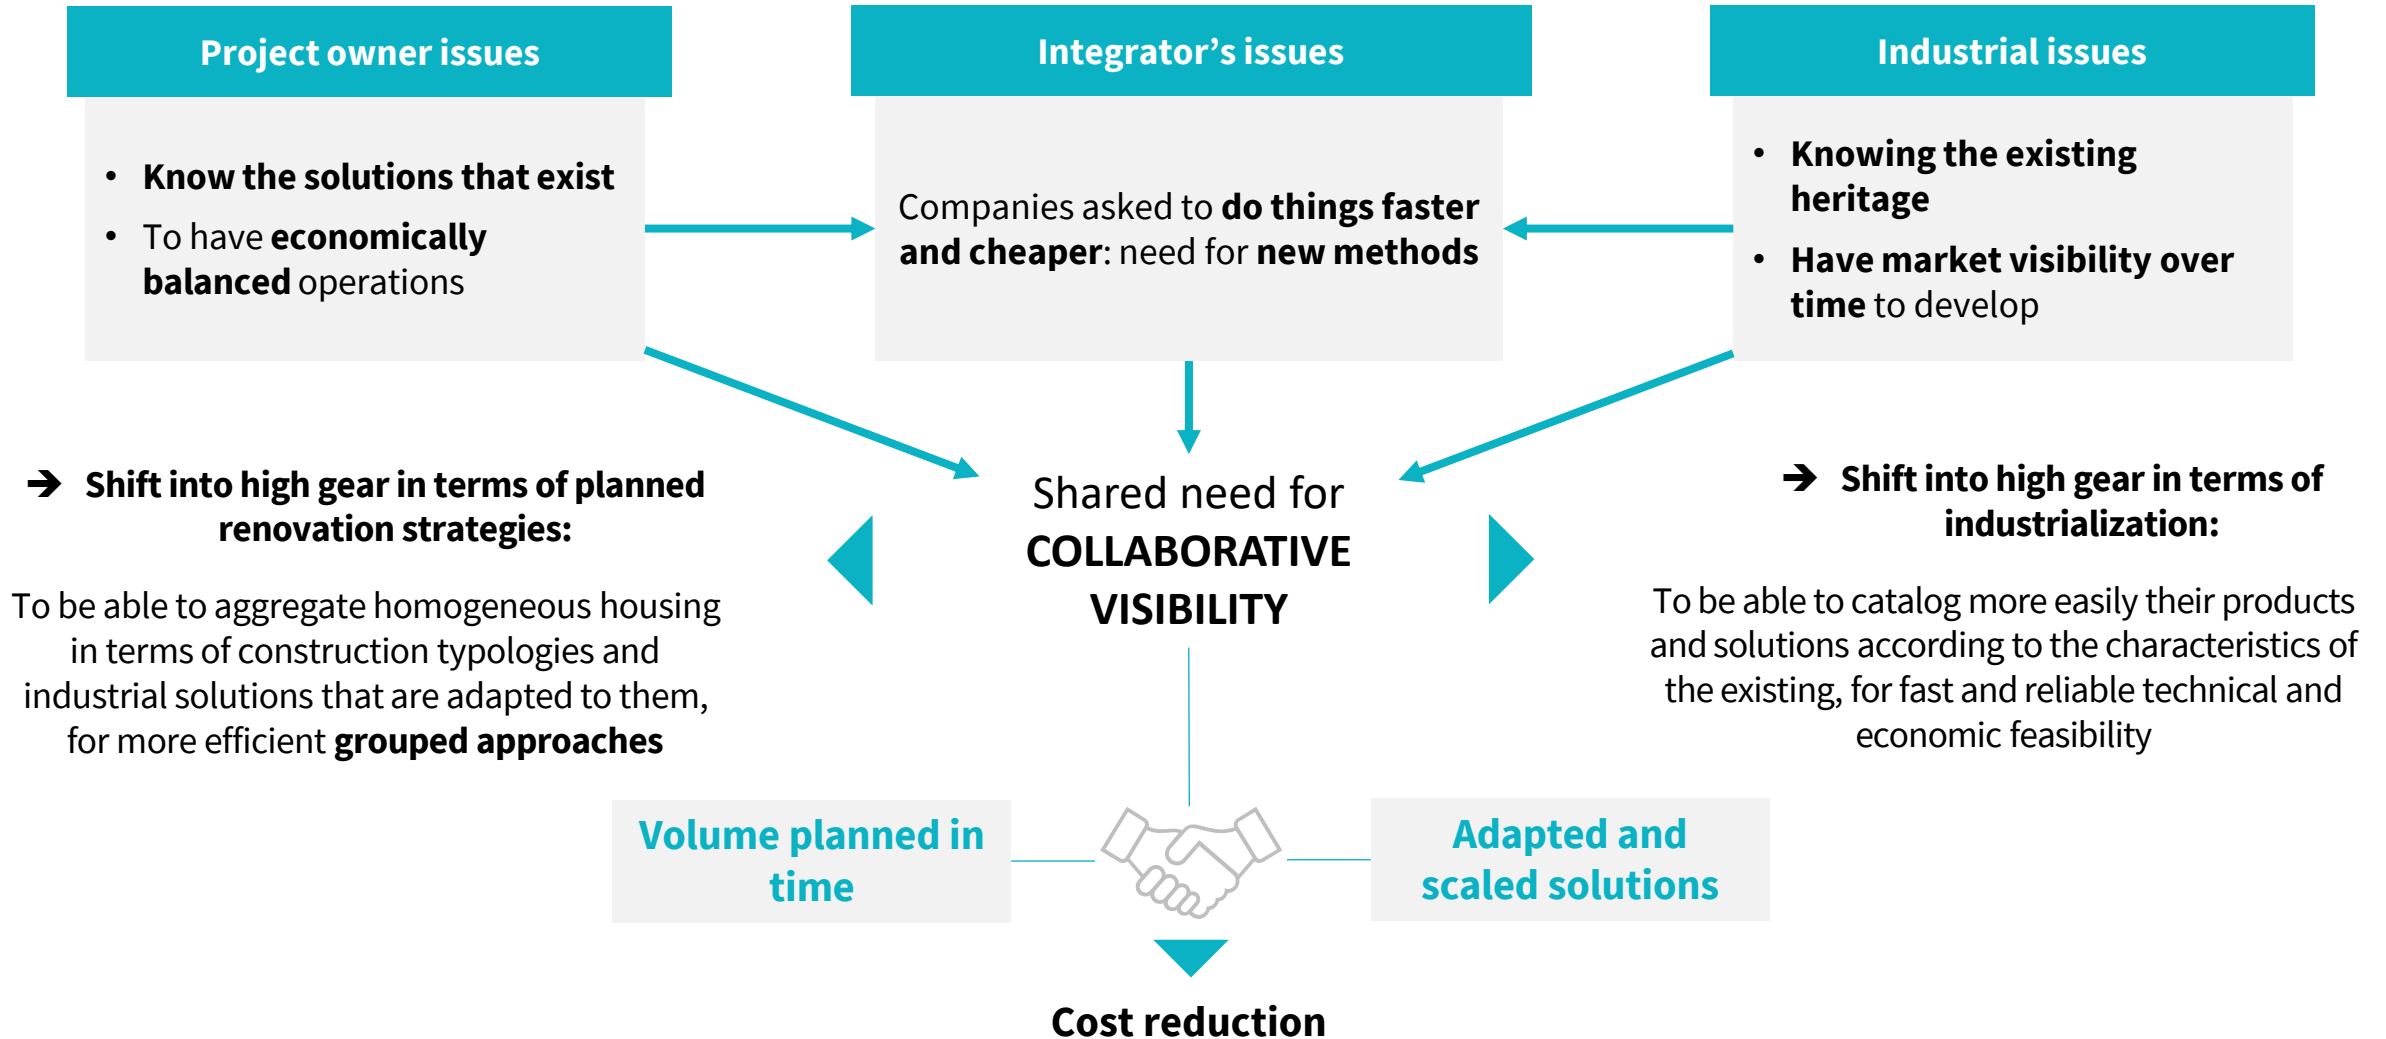 Project owner issues
• Know the solutions that exist
• To have economically
balanced operations
Integrator’s issues
Companies asked to do things faster
and cheaper: need for new methods
Industrial issues
• Knowing the existing
heritage
• Have market visibility over
time to develop
➔ Shift into high gear in terms of planned
renovation strategies:
To be able to aggregate homogeneous housing
in terms of construction typologies and
industrial solutions that are adapted to them,
for more efficient grouped approaches
Shared need for
COLLABORATIVE
VISIBILITY
➔ Shift into high gear in terms of
industrialization:
To be able to catalog more easily their products
and solutions according to the characteristics of
the existing, for fast and reliable technical and
economic feasibility
Volume planned in
time
Adapted and
scaled solutions
Cost reduction